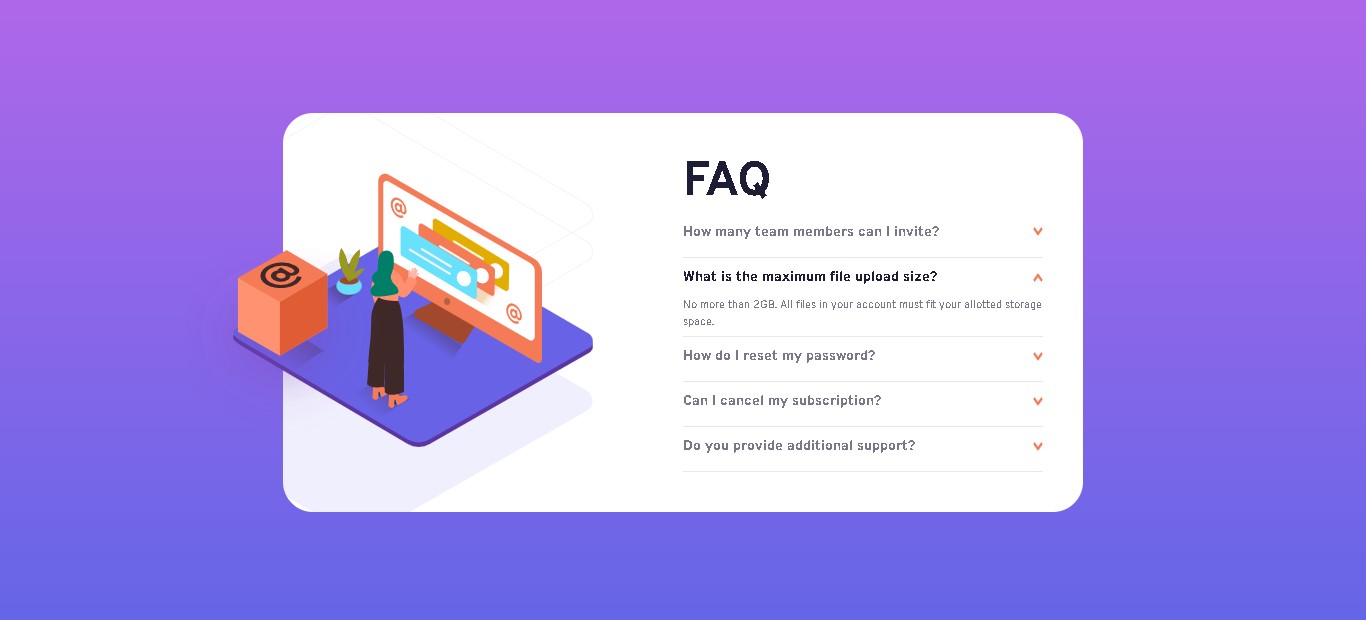 FAQ
How many team members can I invite?
What is the maximum file upload size?
No more than 2GB. All files in your account must fit your allotted storage
space.
How do I reset my password?
Can I cancel my subscription?
Do you provide additional support?
@
@
@